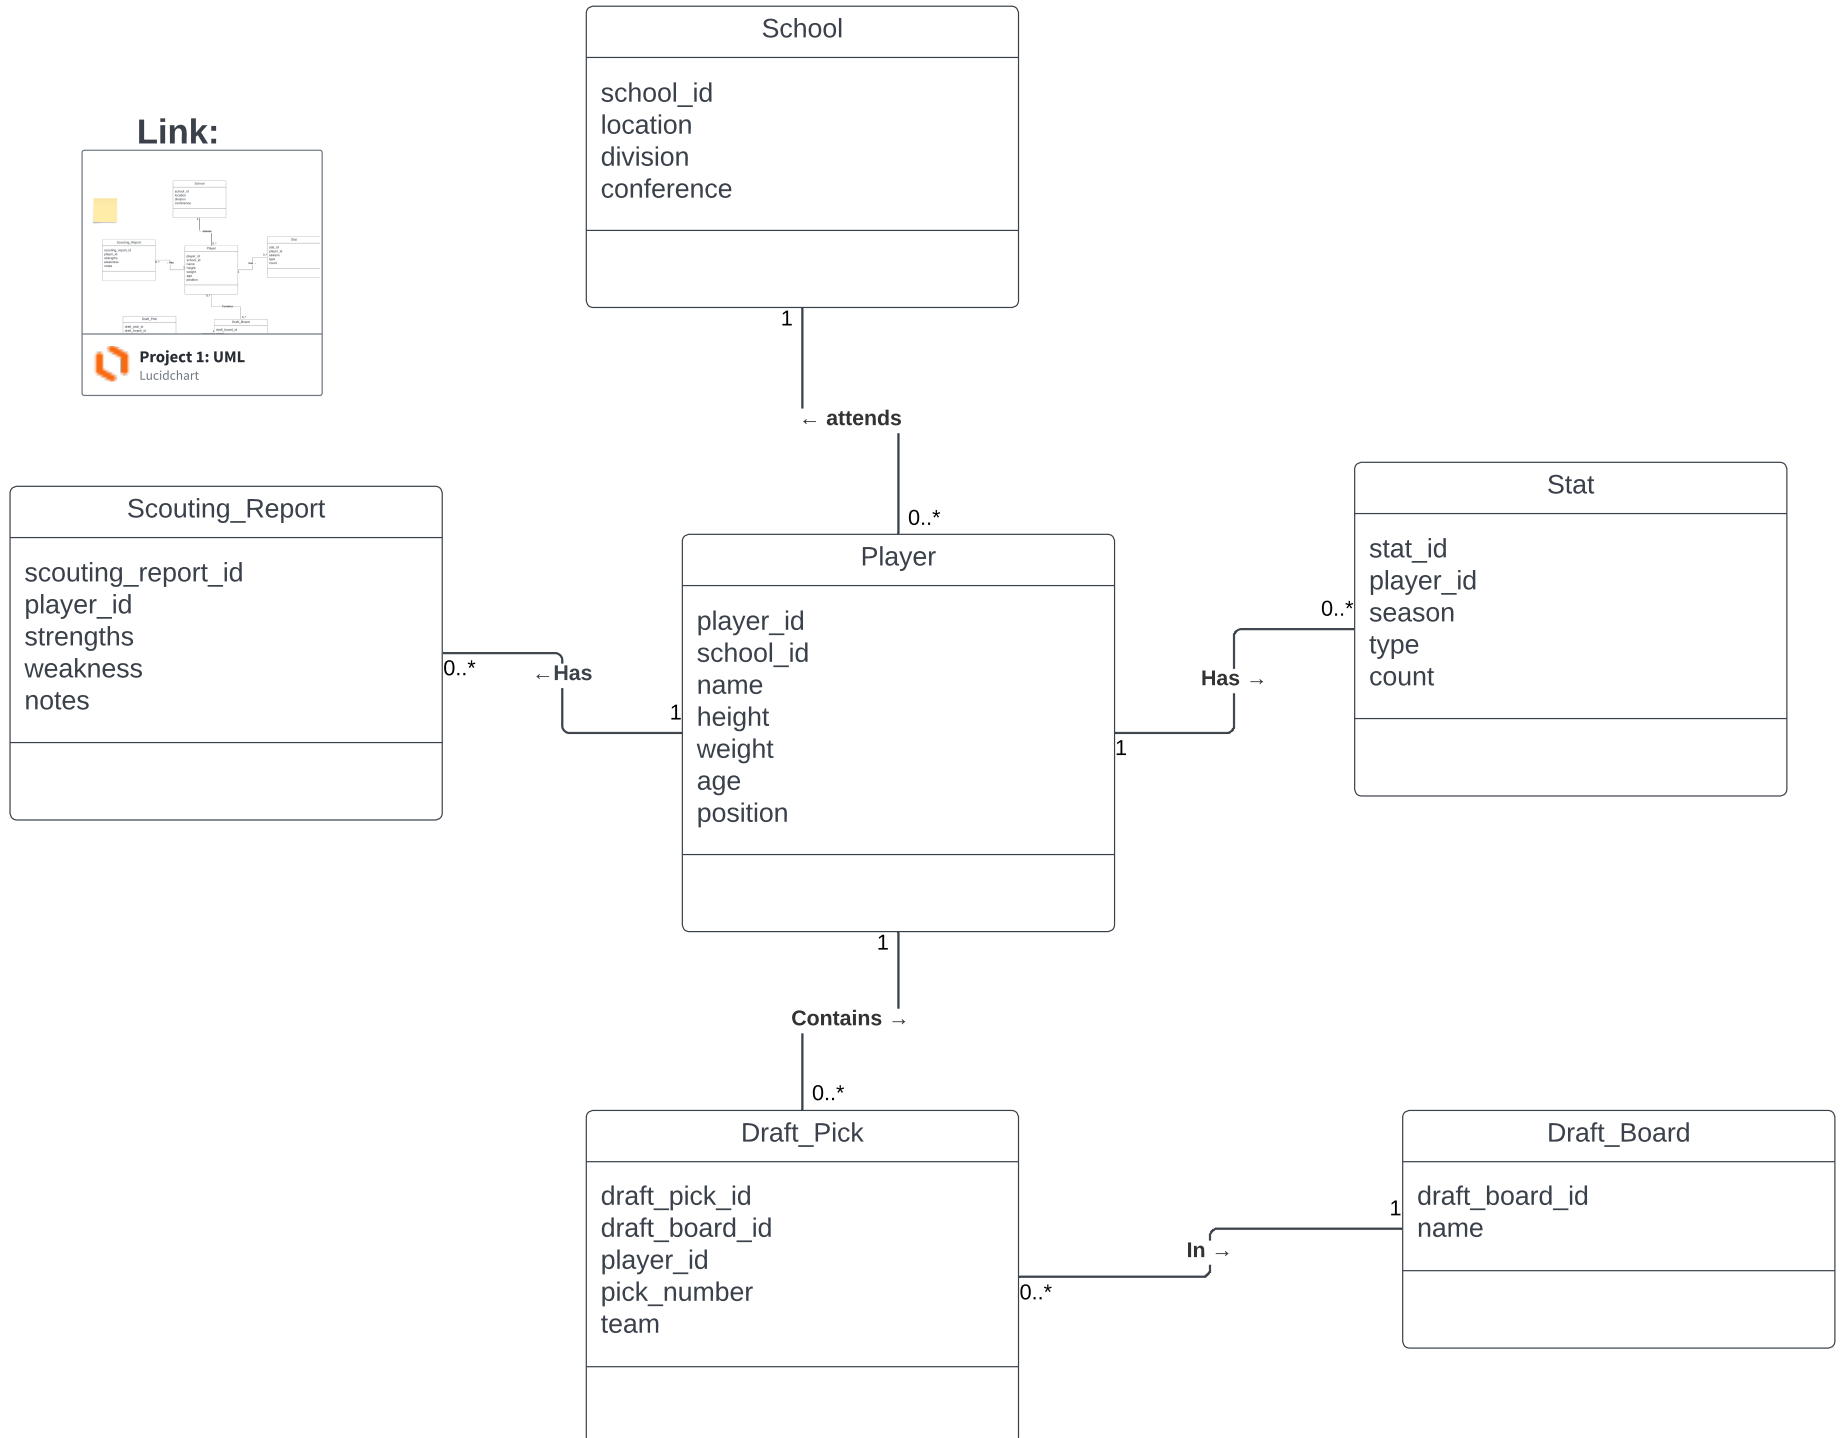 School
school_id
location
division
conference
Link:
Project 1: UML
Lucidchart
1
← attends
0..*
Scouting_Report
scouting_report_id
player_id
strengths
weakness
notes
0..*
←Has
1
Player
player_id
school_id
name
height
weight
age
position
Stat
stat_id
player_id
season
type
count
0..*
Has →
1
1
Contains →
0..*
Draft_Pick
draft_pick_id
draft_board_id
player_id
pick_number
team
0..*
In →
1
Draft_Board
draft_board_id
name